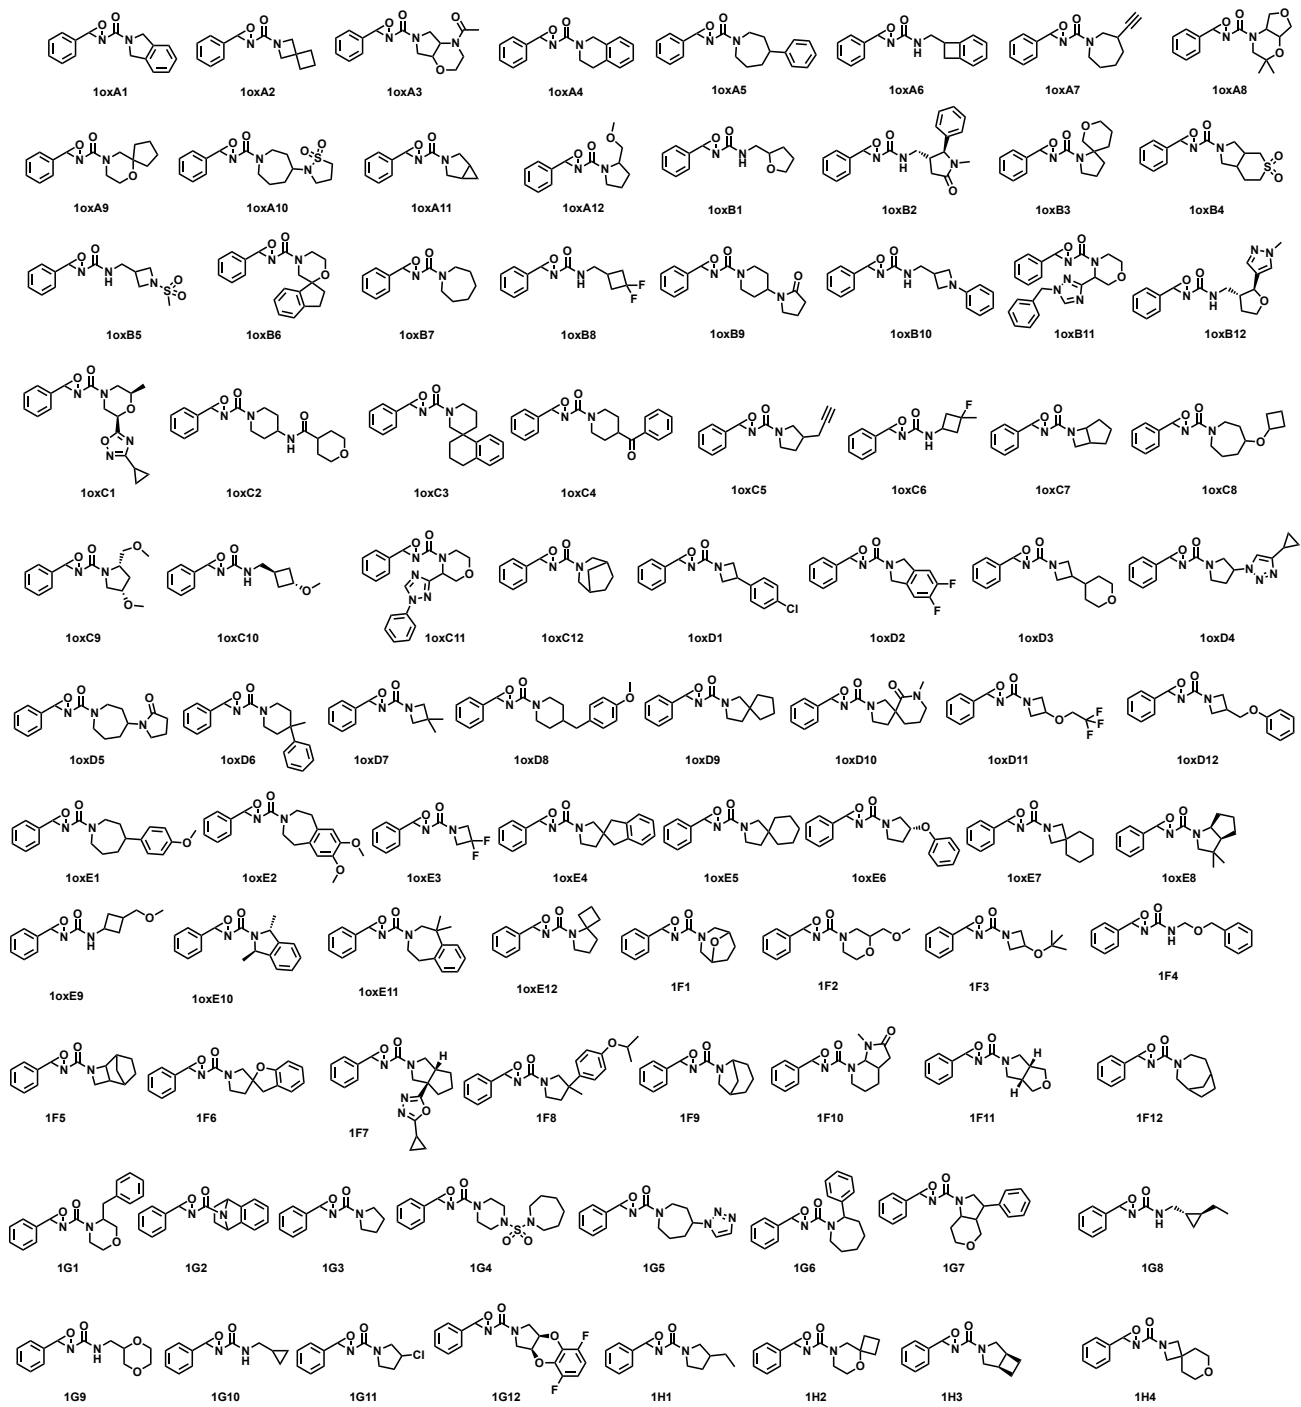 1oxA1 1oxA2 1oxA3 1oxA4 1oxA5 1oxA6 1oxA7 1oxA8
1oxA9 1oxA10 1oxA11 1oxA12 1oxB1 1oxB2 1oxB3 1oxB4
1oxB5 1oxB6 1oxB7 1oxB8 1oxB9 1oxB10 1oxB11 1oxB12
1oxC1 1oxC2 1oxC3 1oxC4 1oxC5 1oxC6 1oxC7 1oxC8
1oxC9 1oxC10 1oxC11 1oxC12 1oxD1 1oxD2 1oxD3 1oxD4
1oxD5 1oxD6 1oxD7 1oxD8 1oxD9 1oxD10 1oxD11 1oxD12
1oxE1 1oxE2 1oxE3 1oxE4 1oxE5 1oxE6 1oxE7 1oxE8
1oxE9 1oxE10 1oxE11 1oxE12 1F1 1F2 1F3 1F4
1F5 1F6 1F7 1F8 1F9 1F10 1F11 1F12
1G1 1G2 1G3 1G4 1G5 1G6 1G7 1G8
1G9 1G10 1G11 1G12 1H1 1H2 1H3 1H4